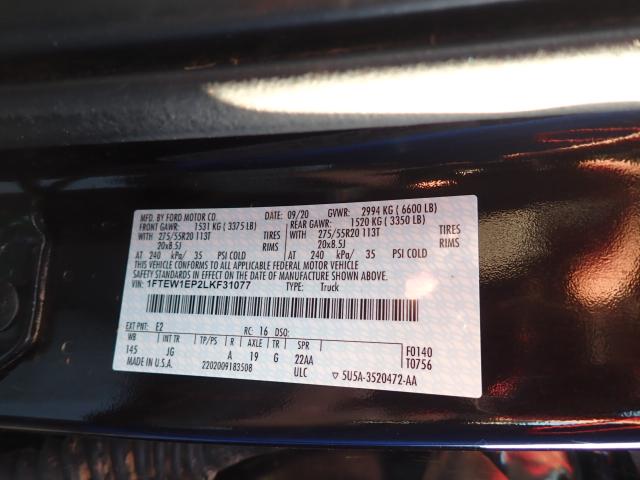 MFD. BY FORD MOTOR CO.
DATE: 09/20 GVWR: 2994 KG ( 6600 LB)
FRONT GAWR: 1531 KG ( 3375 LB) REAR GAWR: 1520 KG ( 3350 LB)
WITH 275/55R20 113T TIRES WITH 275/55R20 113T TIRES
20x8.5J RIMS 20x8.5J RIMS
AT 240 kPa/ 35 PSI COLD AT 240 kPa/ 35 PSI COLD
THIS VEHICLE CONFORMS TO ALL APPLICABLE FEDERAL MOTOR VEHICLE
SAFETY STANDARDS IN EFFECT ON THE DATE OF MANUFACTURE SHOWN ABOVE.
VIN: 1FTEW1EP2LKF31077 TYPE: Truck
EXT PNT: E2 RC: 16 DSO:
WB INT TR TP/PS R AXLE TR SPR F0140
145 JG A 19 G 22AA T0756
MADE IN U.S.A. 2202009183508 ULC ▽ 5U5A-3520472-AA